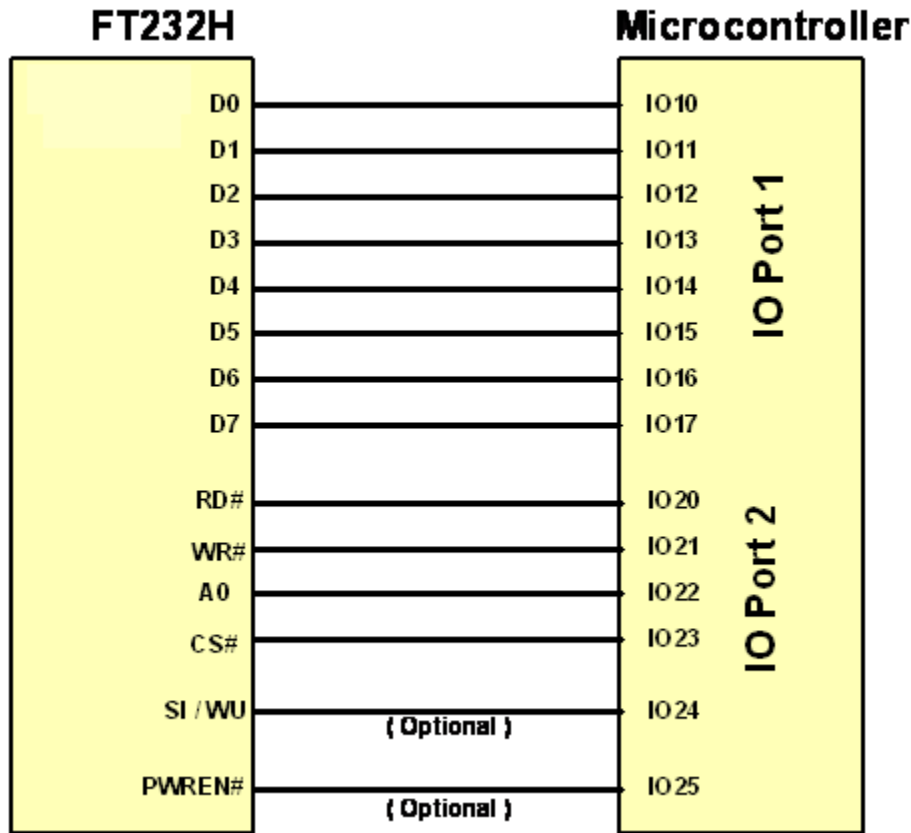 FT232H Microcontroller
D0 IO10
D1 IO11
D2 IO12
D3 IO13
D4 IO14
D5 IO15
D6 IO16
D7 IO17
IO Port 1
RD# IO20
WR# IO21
A0 IO22
CS# IO23
SI / WU ( Optional ) IO24
PWREN# ( Optional ) IO25
IO Port 2